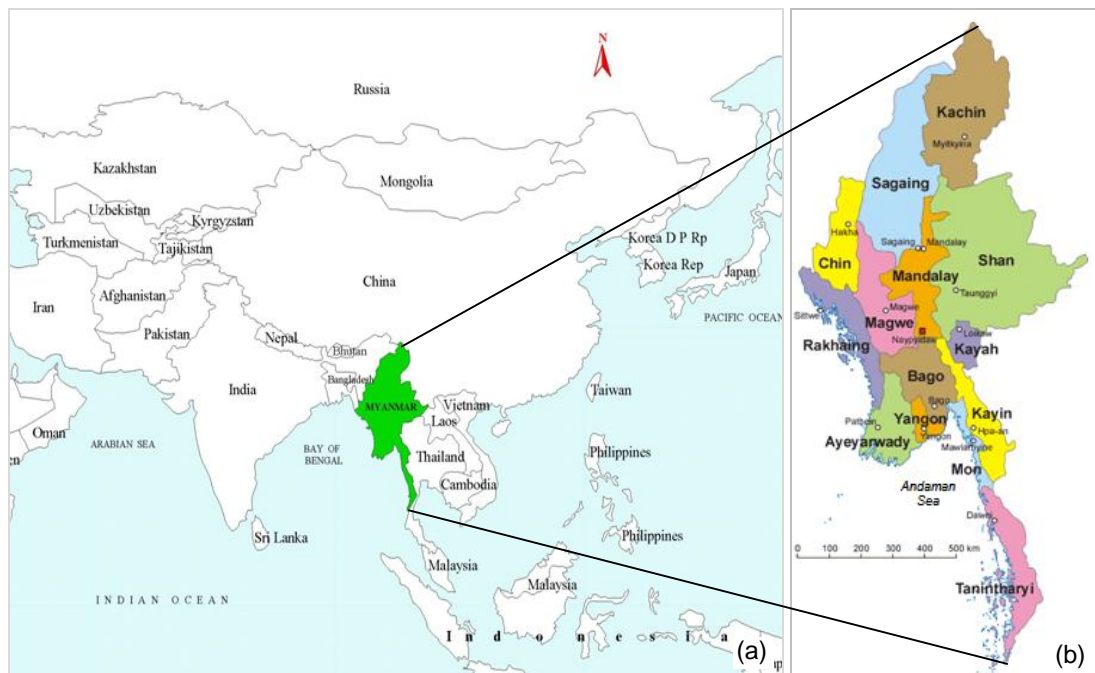 N
Russia
Kazakhstan
Mongolia
Uzbekistan
Kyrgyzstan
Turkmenistan
Tajikistan
Korea D P Rp
Korea Rep
Japan
China
Afghanistan
Iran
Pakistan
PACIFIC OCEAN
Nepal
Bhutan
Bangladesh
India
Taiwan
MYANMAR
Vietnam
Laos
Oman
ARABIAN SEA
BAY OF
BENGAL
Thailand
Philippines
Cambodia
Sri Lanka
Philippines
Malaysia
Malaysia
INDIAN OCEAN
Indonesia
(a)
Kachin
Myitkyina
Sagaing
Hakha
Sagaing
Mandalay
Chin
Mandalay
Shan
Taunggyi
Magwe
Sittwe
Magwe
Naypyidaw
Loikaw
Rakhaing
Kayah
Bago
Bago
Yangon
Kayin
Pathein
Yangon
Hpa-an
Ayeyarwady
Mawlamyine
Mon
Andaman
Sea
Dawei
0 100 200 300 400 500 km
Tanintharyi
(b)